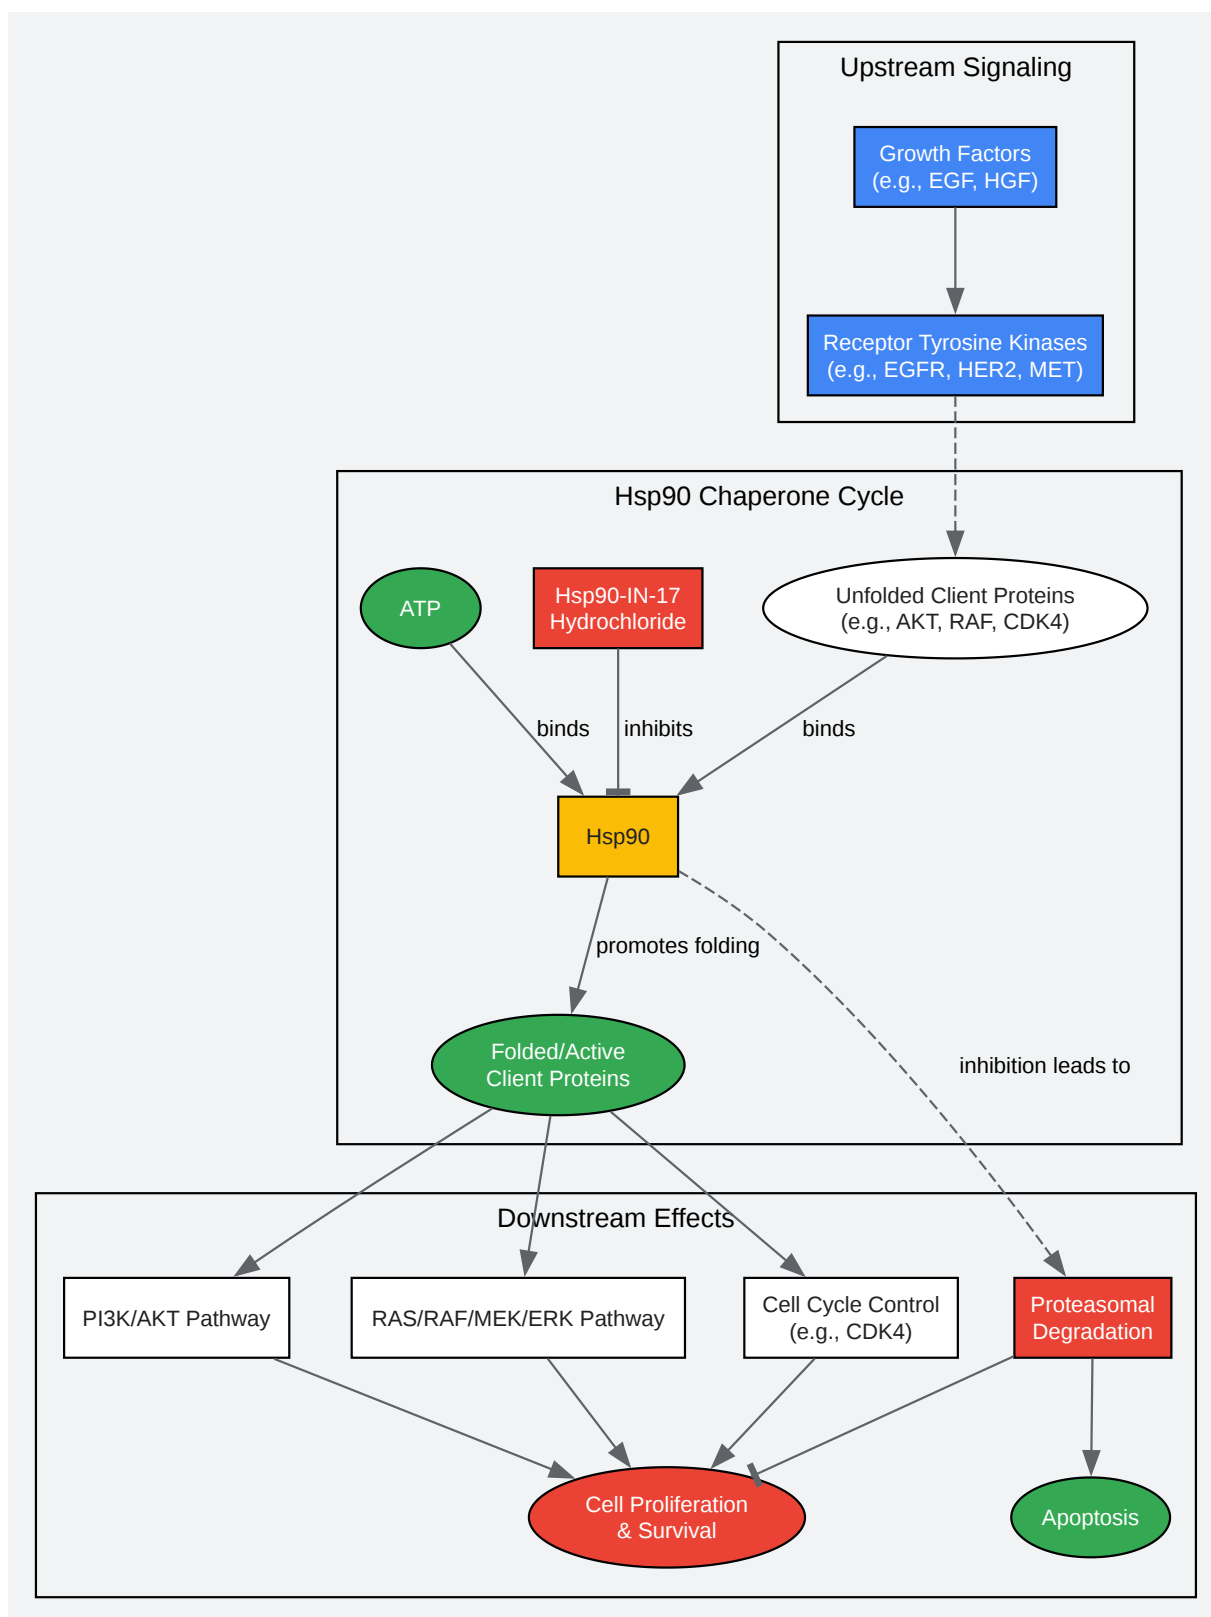 Upstream Signaling
Growth Factors
(e.g., EGF, HGF)
Receptor Tyrosine Kinases
(e.g., EGFR, HER2, MET)
Hsp90 Chaperone Cycle
ATP
Hsp90-IN-17
Hydrochloride
Unfolded Client Proteins
(e.g., AKT, RAF, CDK4)
binds
inhibits
binds
Hsp90
promotes folding
Folded/Active
Client Proteins
inhibition leads to
Downstream Effects
PI3K/AKT Pathway
RAS/RAF/MEK/ERK Pathway
Cell Cycle Control
(e.g., CDK4)
Proteasomal
Degradation
Cell Proliferation
& Survival
Apoptosis